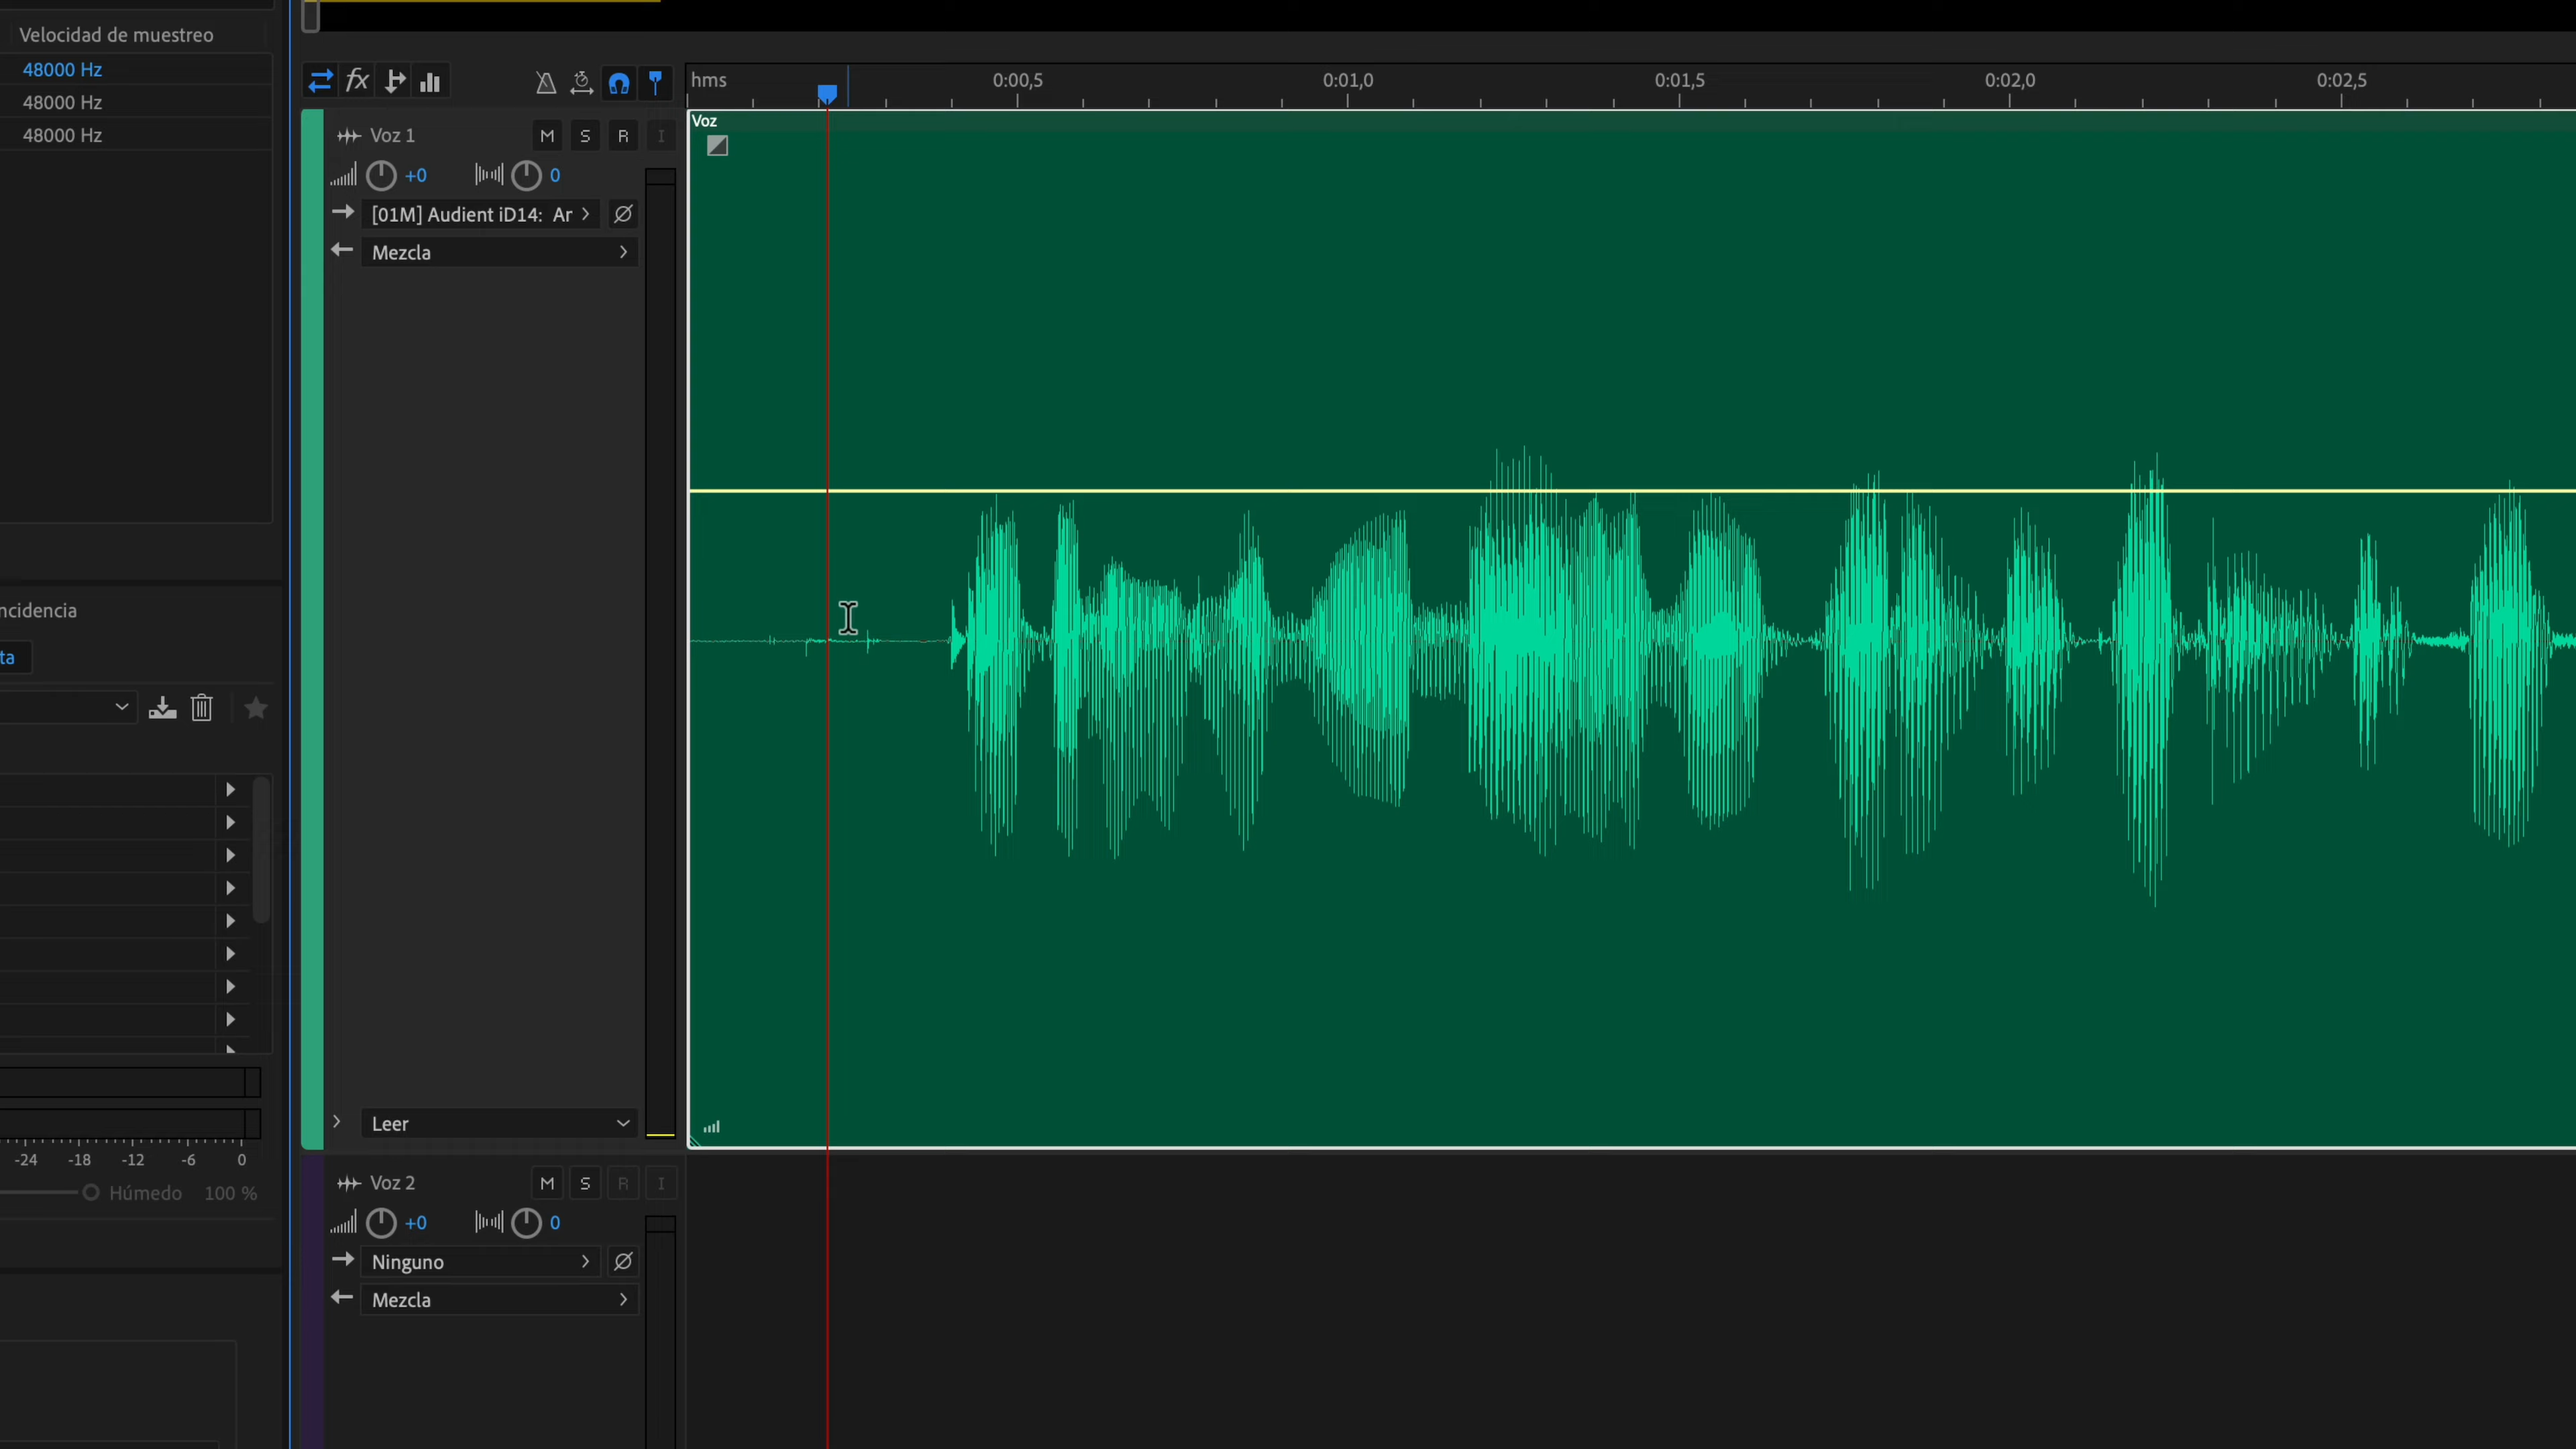 Velocidad de muestreo
48000 Hz
48000 Hz
48000 Hz
ncidencia
ta
-24 -18 -12 -6 0
Húmedo 100 %
fx
hms 0:00,5 0:01,0 0:01,5 0:02,0 0:02,5
Voz 1 M S R I
+0 0
[01M] Audient iD14: Ar
Mezcla
Leer
Voz
Voz 2 M S R I
+0 0
Ninguno
Mezcla